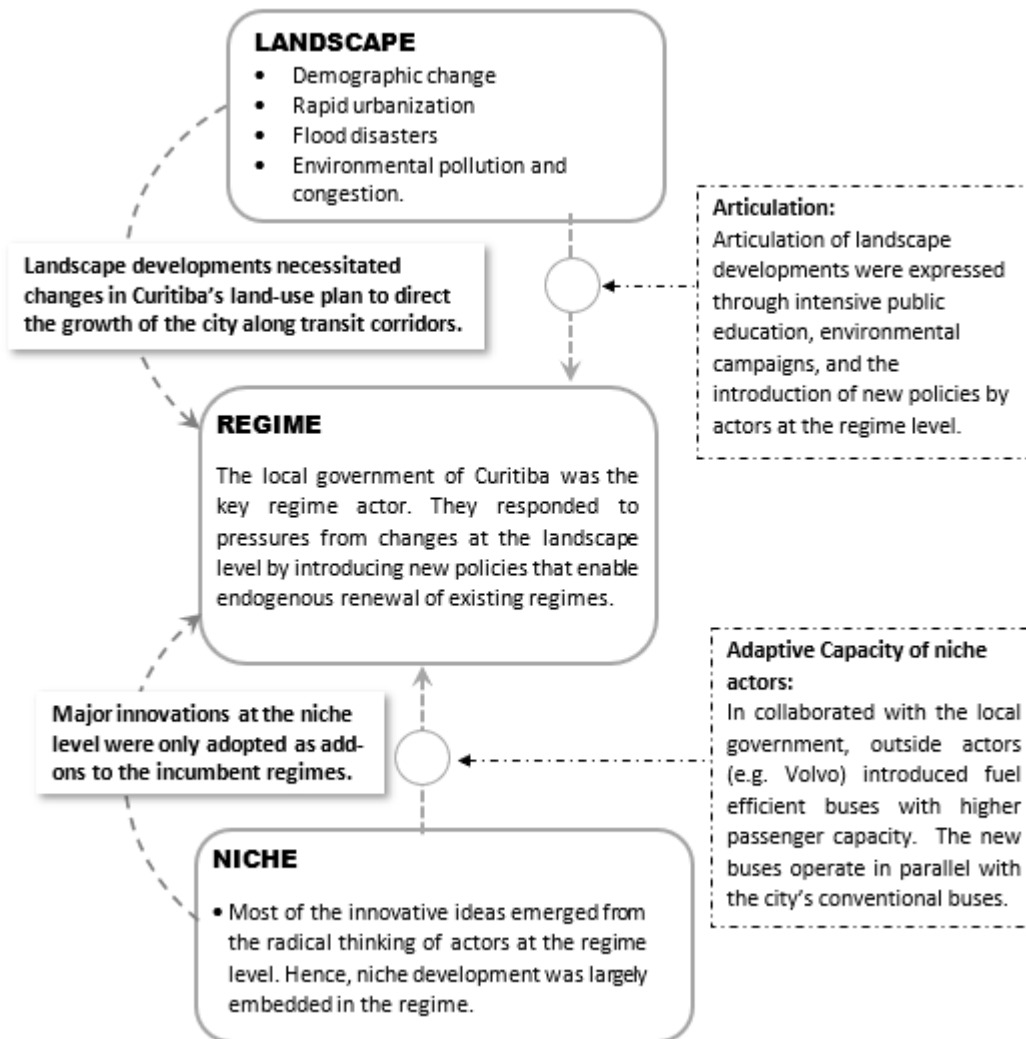 LANDSCAPE
• Demographic change
• Rapid urbanization
• Flood disasters
• Environmental pollution and
congestion.
Articulation:
Articulation of landscape
developments were expressed
through intensive public
education, environmental
campaigns, and the
introduction of new policies by
actors at the regime level.
Landscape developments necessitated
changes in Curitiba's land-use plan to direct
the growth of the city along transit corridors.
REGIME
The local government of Curitiba was the
key regime actor. They responded to
pressures from changes at the landscape
level by introducing new policies that enable
endogenous renewal of existing regimes.
Adaptive Capacity of niche
actors:
In collaborated with the local
government, outside actors
(e.g. Volvo) introduced fuel
efficient buses with higher
passenger capacity. The new
buses operate in parallel with
the city's conventional buses.
Major innovations at the niche
level were only adopted as add-
ons to the incumbent regimes.
NICHE
• Most of the innovative ideas emerged from
the radical thinking of actors at the regime
level. Hence, niche development was largely
embedded in the regime.